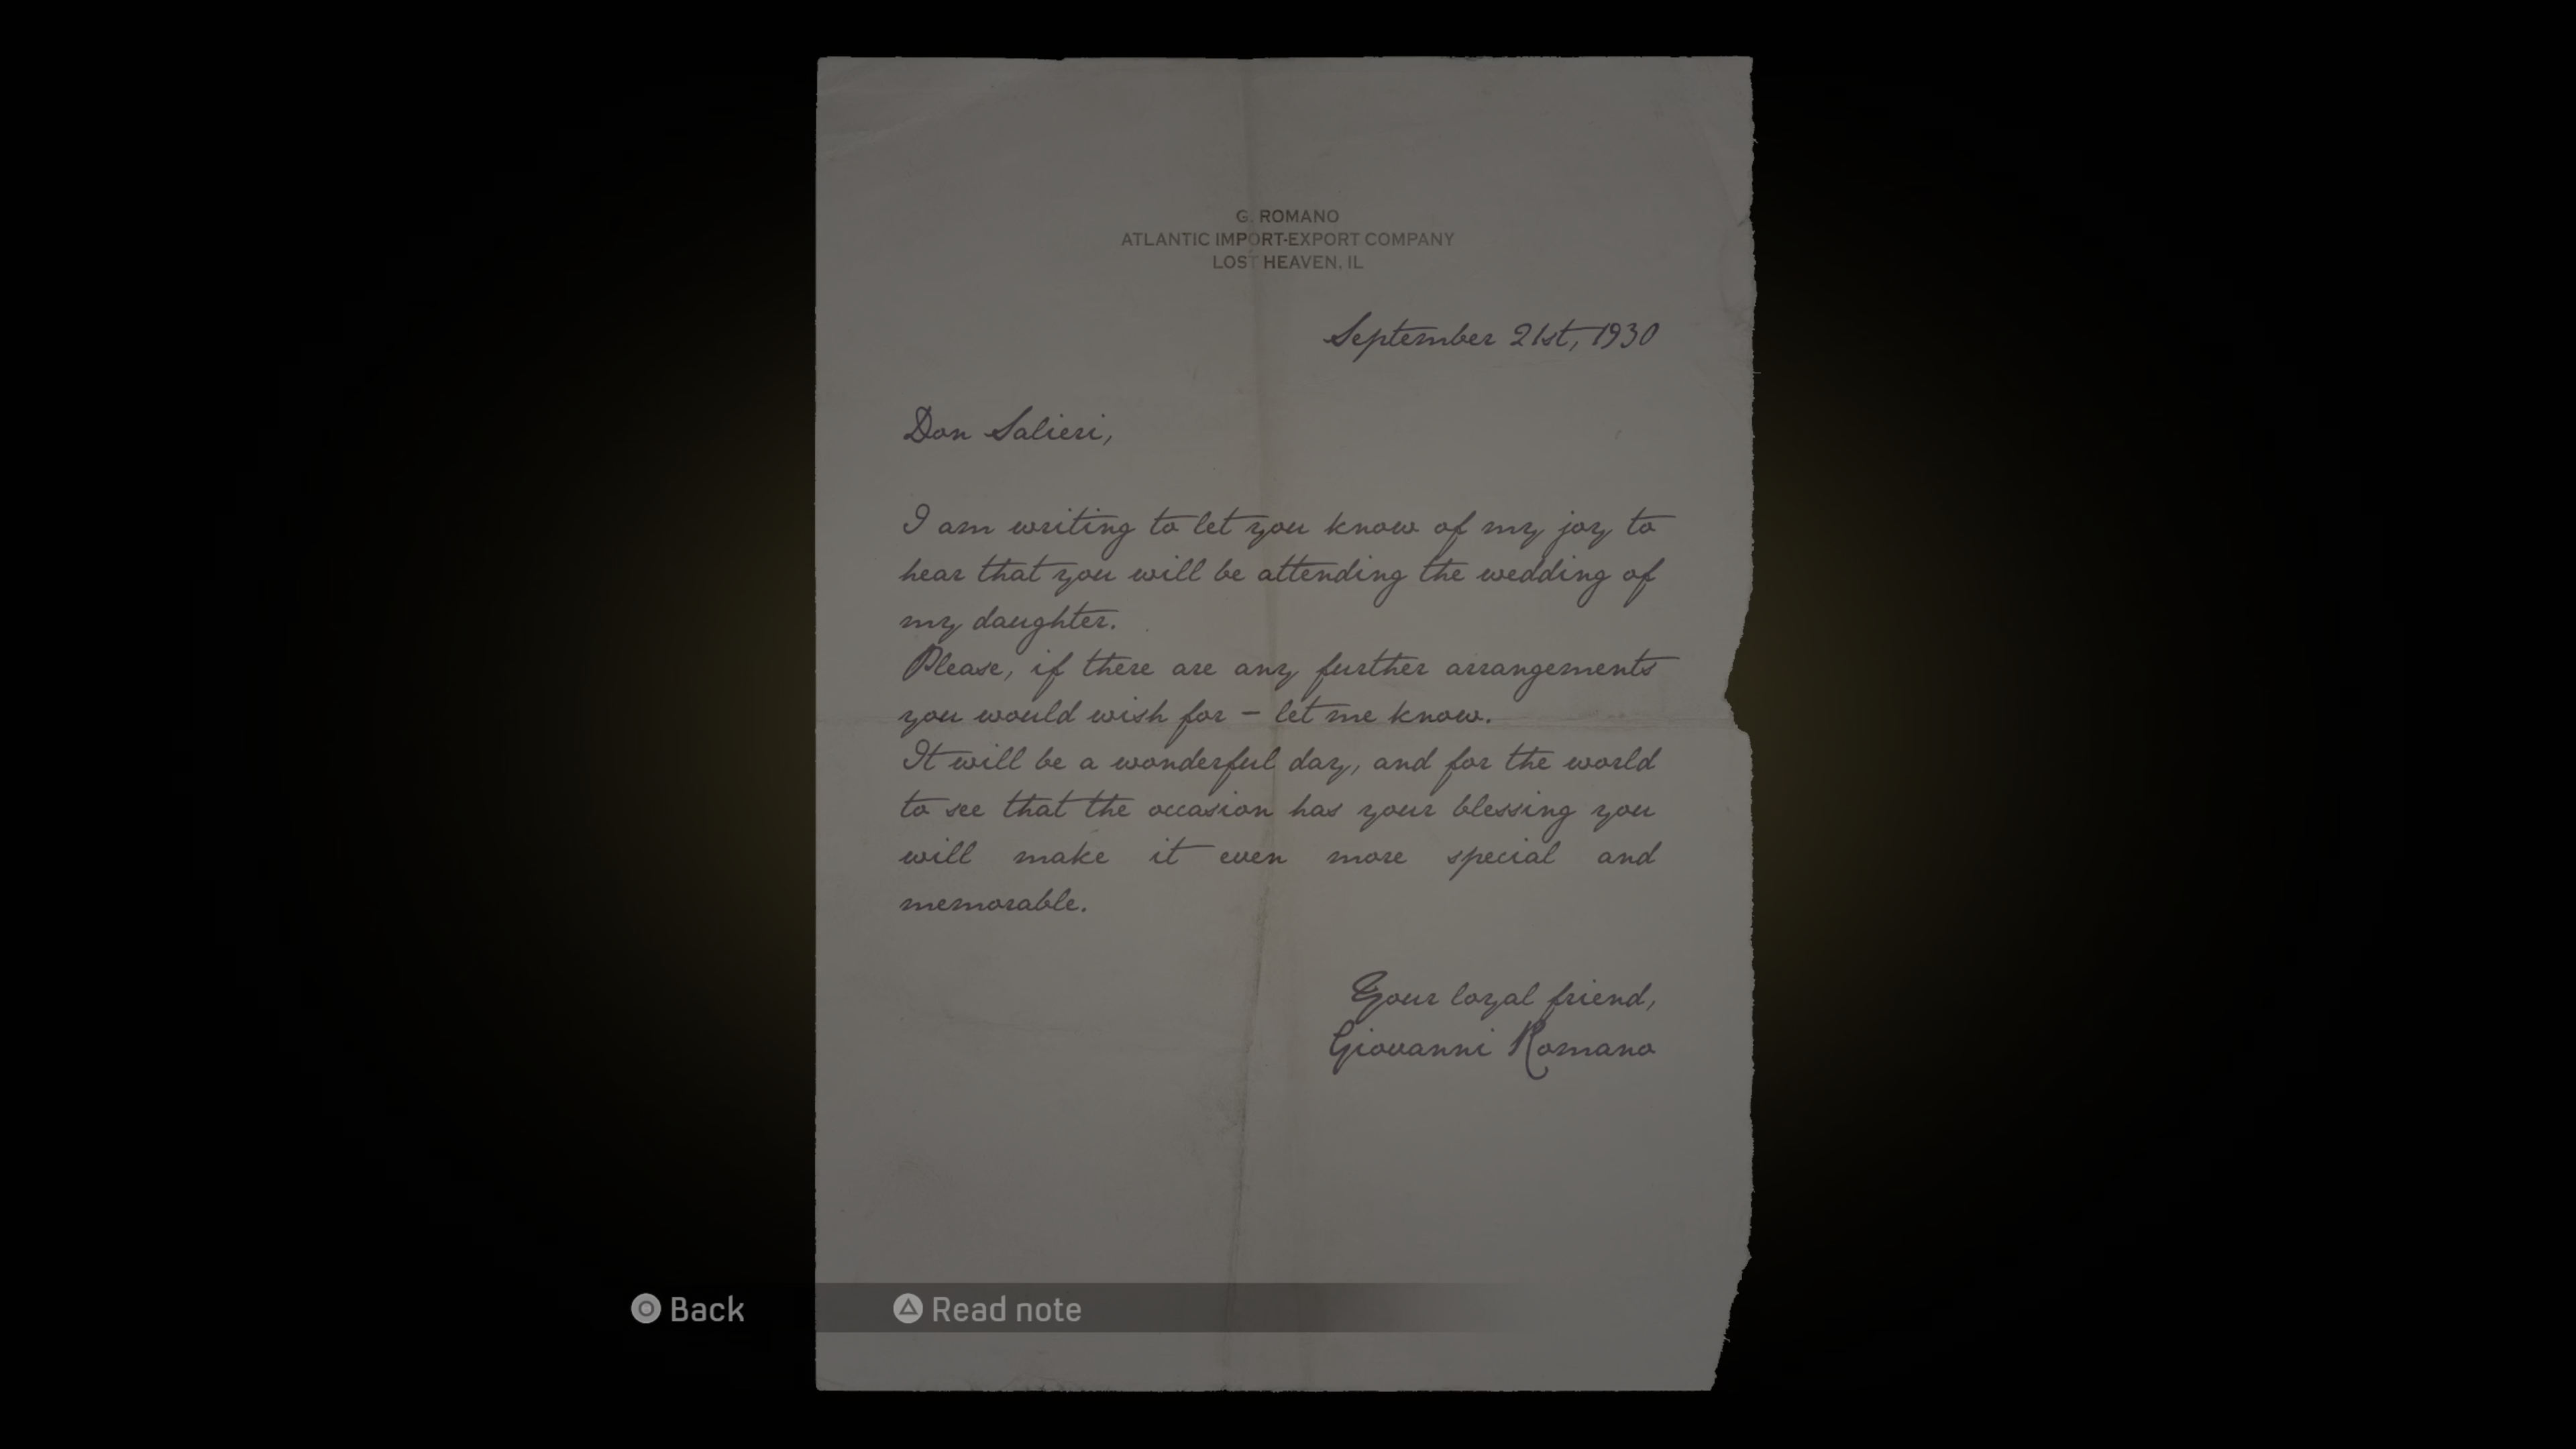 G. ROMANO
ATLANTIC IMPORT-EXPORT COMPANY
LOST HEAVEN, IL
September 21st, 1930
Don Salieri,
I am writing to let you know of my joy to
hear that you will be attending the wedding of
my daughter.
Please, if there are any further arrangements
you would wish for – let me know.
It will be a wonderful day, and for the world
to see that the occasion has your blessing you
will make it even more special and
memorable.
Your loyal friend,
Giovanni Romano
Back
Read note